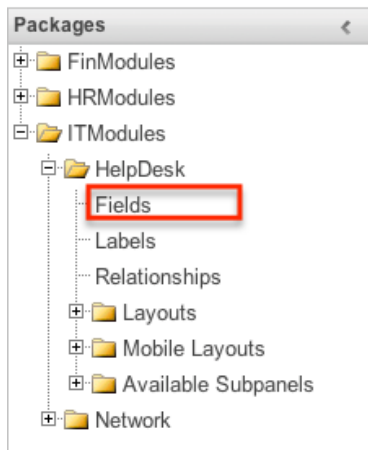 Packages
FinModules
HRModules
ITModules
HelpDesk
Fields
Labels
Relationships
Layouts
Mobile Layouts
Available Subpanels
Network